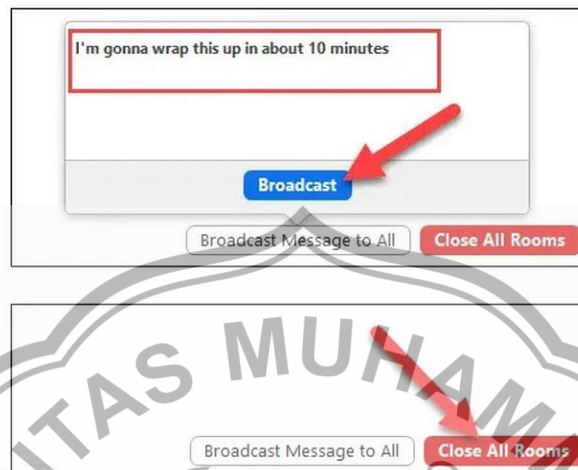 I'm gonna wrap this up in about 10 minutes
Broadcast
Broadcast Message to All Close All Rooms
ITAS MUHAM
Broadcast Message to All Close All Rooms